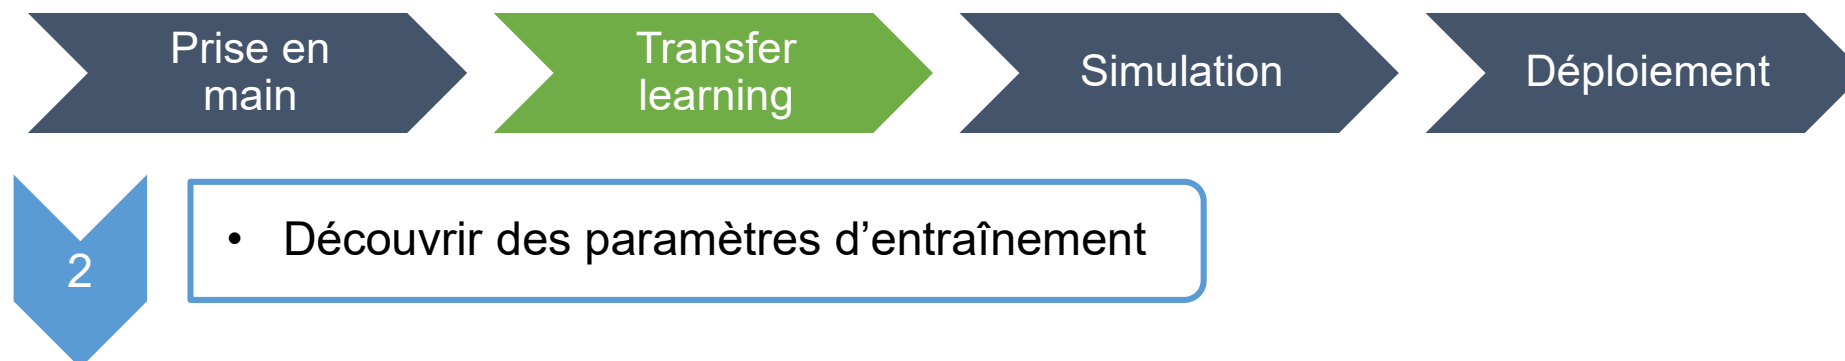 Prise en
main
Transfer
learning
Simulation
Déploiement
2
• Découvrir des paramètres d’entraînement